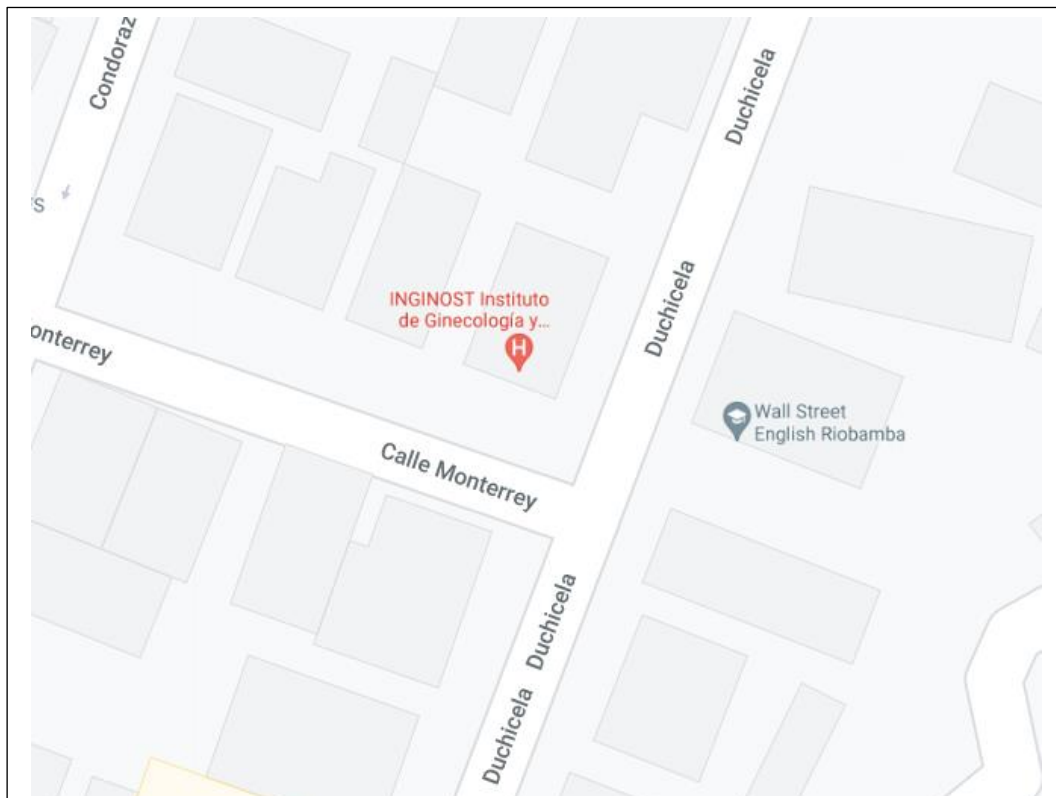 Condoraz
Duchicela
S
Duchicela
INGINOST Instituto
de Ginecología y...
H
onterrey
Wall Street
English Riobamba
Calle Monterrey
Duchicela
Duchicela